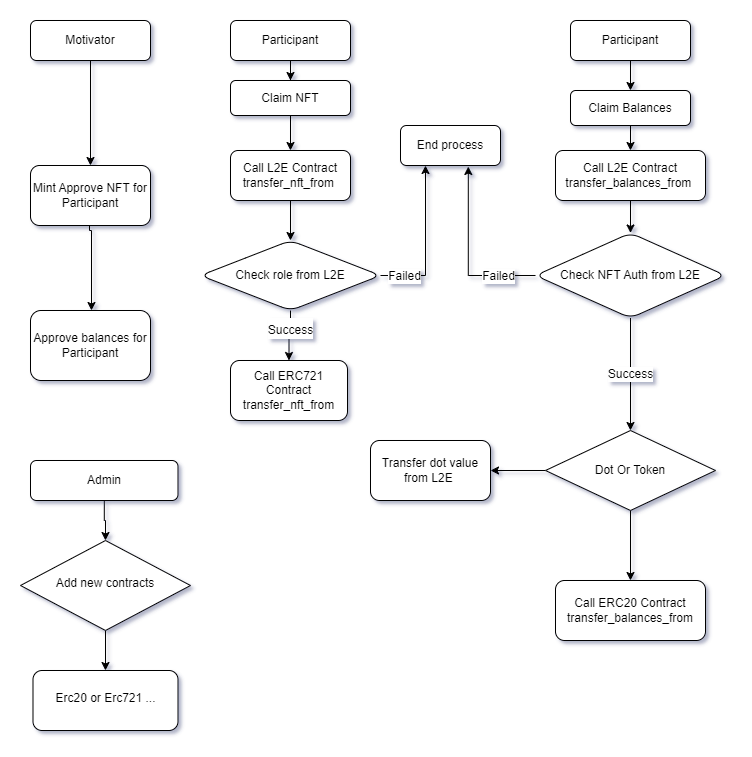 Motivator
Mint Approve NFT for
Participant
Approve balances for
Participant
Participant
Claim NFT
Call L2E Contract
transfer_nft_from
Check role from L2E
Failed
Success
Call ERC721
Contract
transfer_nft_from
End process
Participant
Claim Balances
Call L2E Contract
transfer_balances_from
Check NFT Auth from L2E
Failed
Success
Dot Or Token
Transfer dot value
from L2E
Call ERC20 Contract
transfer_balances_from
Admin
Add new contracts
Erc20 or Erc721 ...